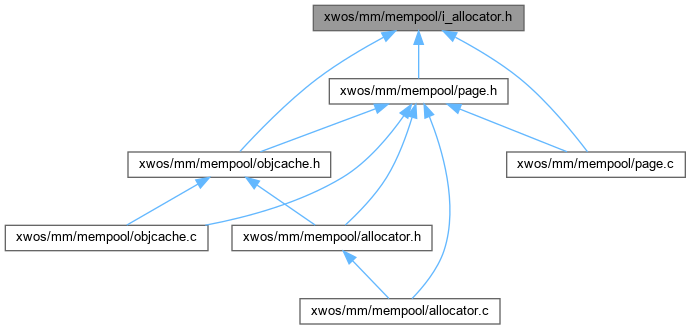 xwos/mm/mempool/i_allocator.h
xwos/mm/mempool/page.h
xwos/mm/mempool/objcache.h
xwos/mm/mempool/page.c
xwos/mm/mempool/objcache.c
xwos/mm/mempool/allocator.h
xwos/mm/mempool/allocator.c